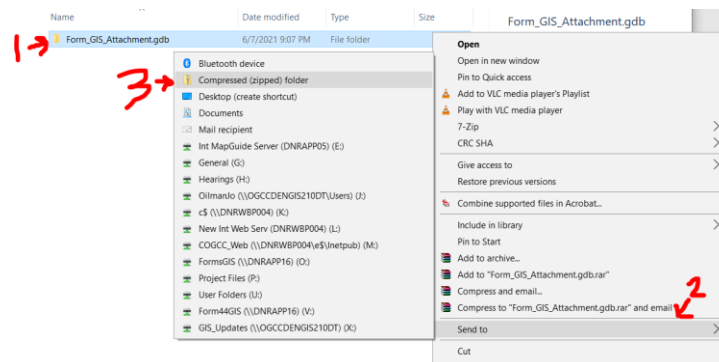 Name Date modified Type Size
Form_GIS_Attachment.gdb
1 Form_GIS_Attachment.gdb 6/7/2021 9:07 PM File folder
Bluetooth device
3 Compressed (zipped) folder
Desktop (create shortcut)
Documents
Mail recipient
Int MapGuide Server (DNRAPP05) (E:)
General (G:)
Hearings (H:)
OilmanJo (\\OGCCDENGIS210DT\Users) (J:)
c$ (\\DNRWBP004) (K:)
New Int Web Serv (DNRWBP004) (L:)
COGCC_Web (\\DNRWBP004\e$\Inetpub) (M:)
FormsGIS (\\DNRAPP16) (O:)
Project Files (P:)
User Folders (U:)
Form44GIS (\\DNRAPP16) (V:)
GIS_Updates (\\OGCCDENGIS210DT) (X:)
Open
Open in new window
Pin to Quick access
Add to VLC media player's Playlist
Play with VLC media player
7-Zip
CRC SHA
Give access to
Restore previous versions
Combine supported files in Acrobat...
Include in library
Pin to Start
Add to archive...
Add to "Form_GIS_Attachment.gdb.rar"
Compress and email...
Compress to "Form_GIS_Attachment.gdb.rar" and email
2
Send to
Cut